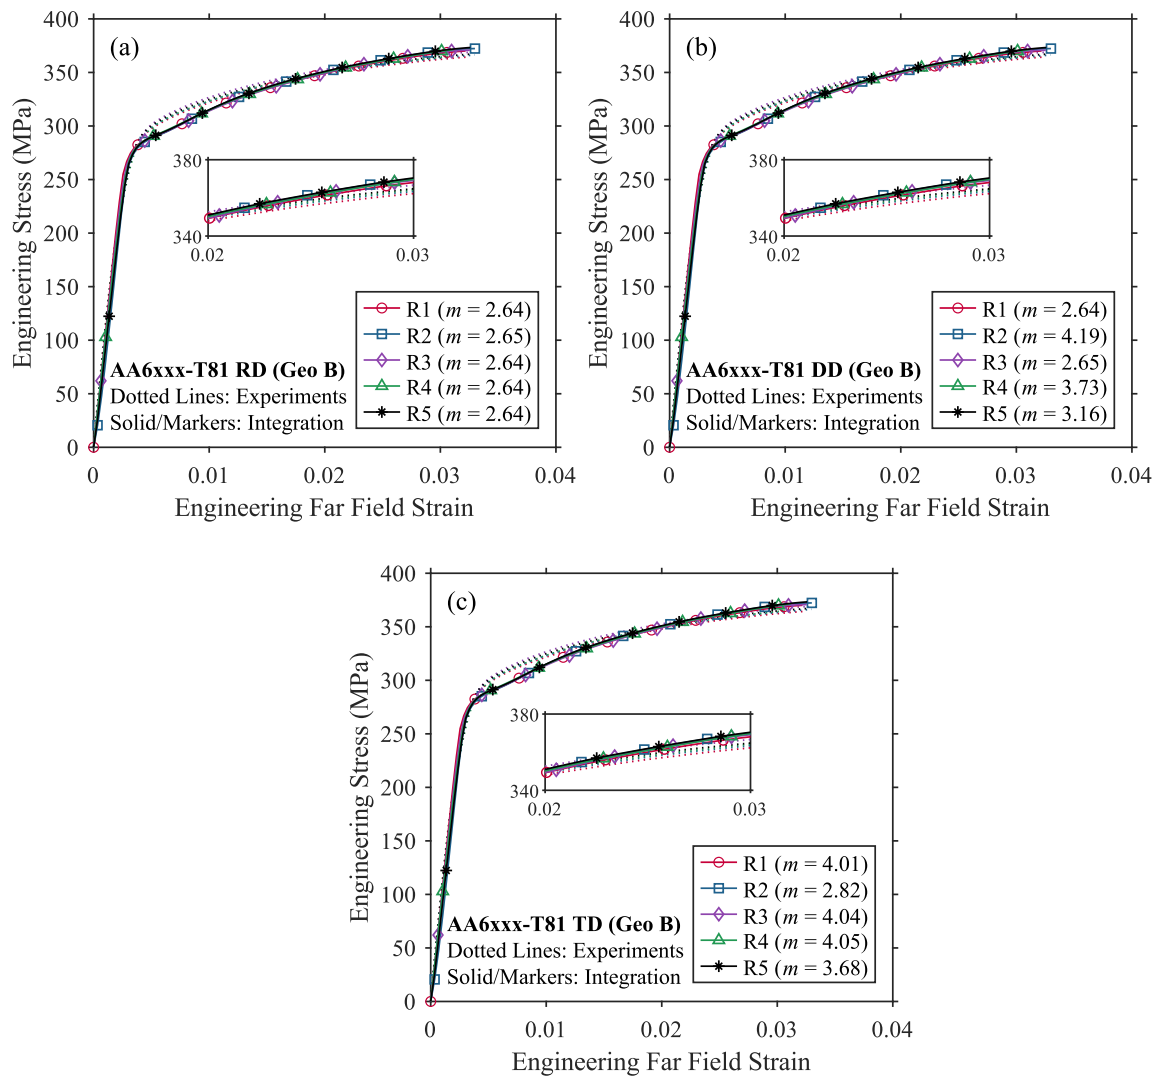 (a)
400
350
300
250
200
150
100
50
0
Engineering Stress (MPa)
380
340
0.02
0.03
R1 (m = 2.64)
R2 (m = 2.65)
R3 (m = 2.64)
R4 (m = 2.64)
R5 (m = 2.64)
AA6xxx-T81 RD (Geo B)
Dotted Lines: Experiments
Solid/Markers: Integration
0
0.01
0.02
0.03
0.04
Engineering Far Field Strain
(b)
400
350
300
250
200
150
100
50
0
Engineering Stress (MPa)
380
340
0.02
0.03
R1 (m = 2.64)
R2 (m = 4.19)
R3 (m = 2.65)
R4 (m = 3.73)
R5 (m = 3.16)
AA6xxx-T81 DD (Geo B)
Dotted Lines: Experiments
Solid/Markers: Integration
0
0.01
0.02
0.03
0.04
Engineering Far Field Strain
(c)
400
350
300
250
200
150
100
50
0
Engineering Stress (MPa)
380
340
0.02
0.03
R1 (m = 4.01)
R2 (m = 2.82)
R3 (m = 4.04)
R4 (m = 4.05)
R5 (m = 3.68)
AA6xxx-T81 TD (Geo B)
Dotted Lines: Experiments
Solid/Markers: Integration
0
0.01
0.02
0.03
0.04
Engineering Far Field Strain